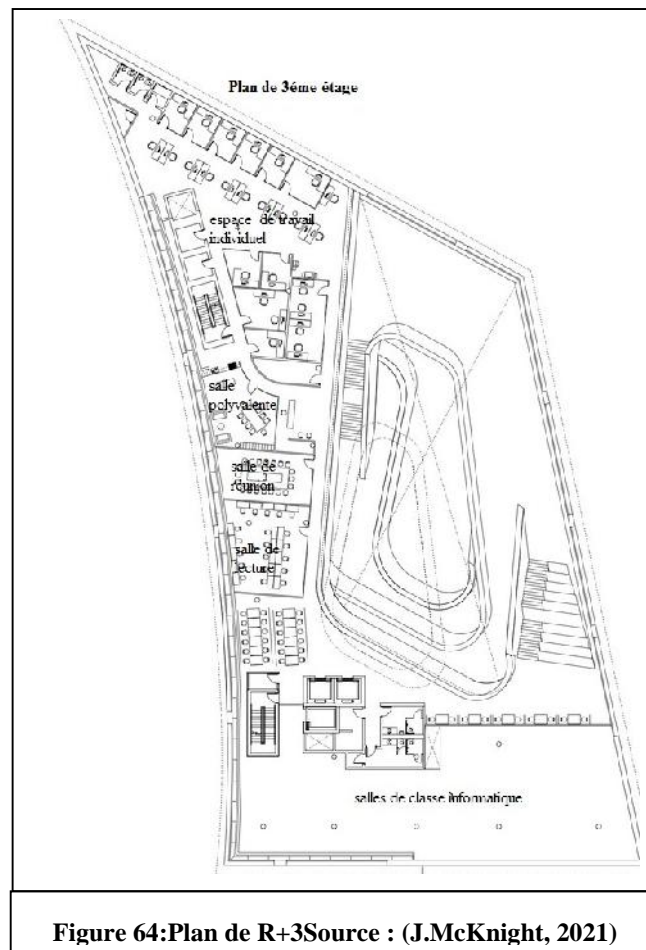 Plan de 3éme étage
espace de travail
individuel
salle
polyvalente
salle de
réunion
salle de
lecture
salles de classe informatique
Figure 64:Plan de R+3Source : (J.McKnight, 2021)